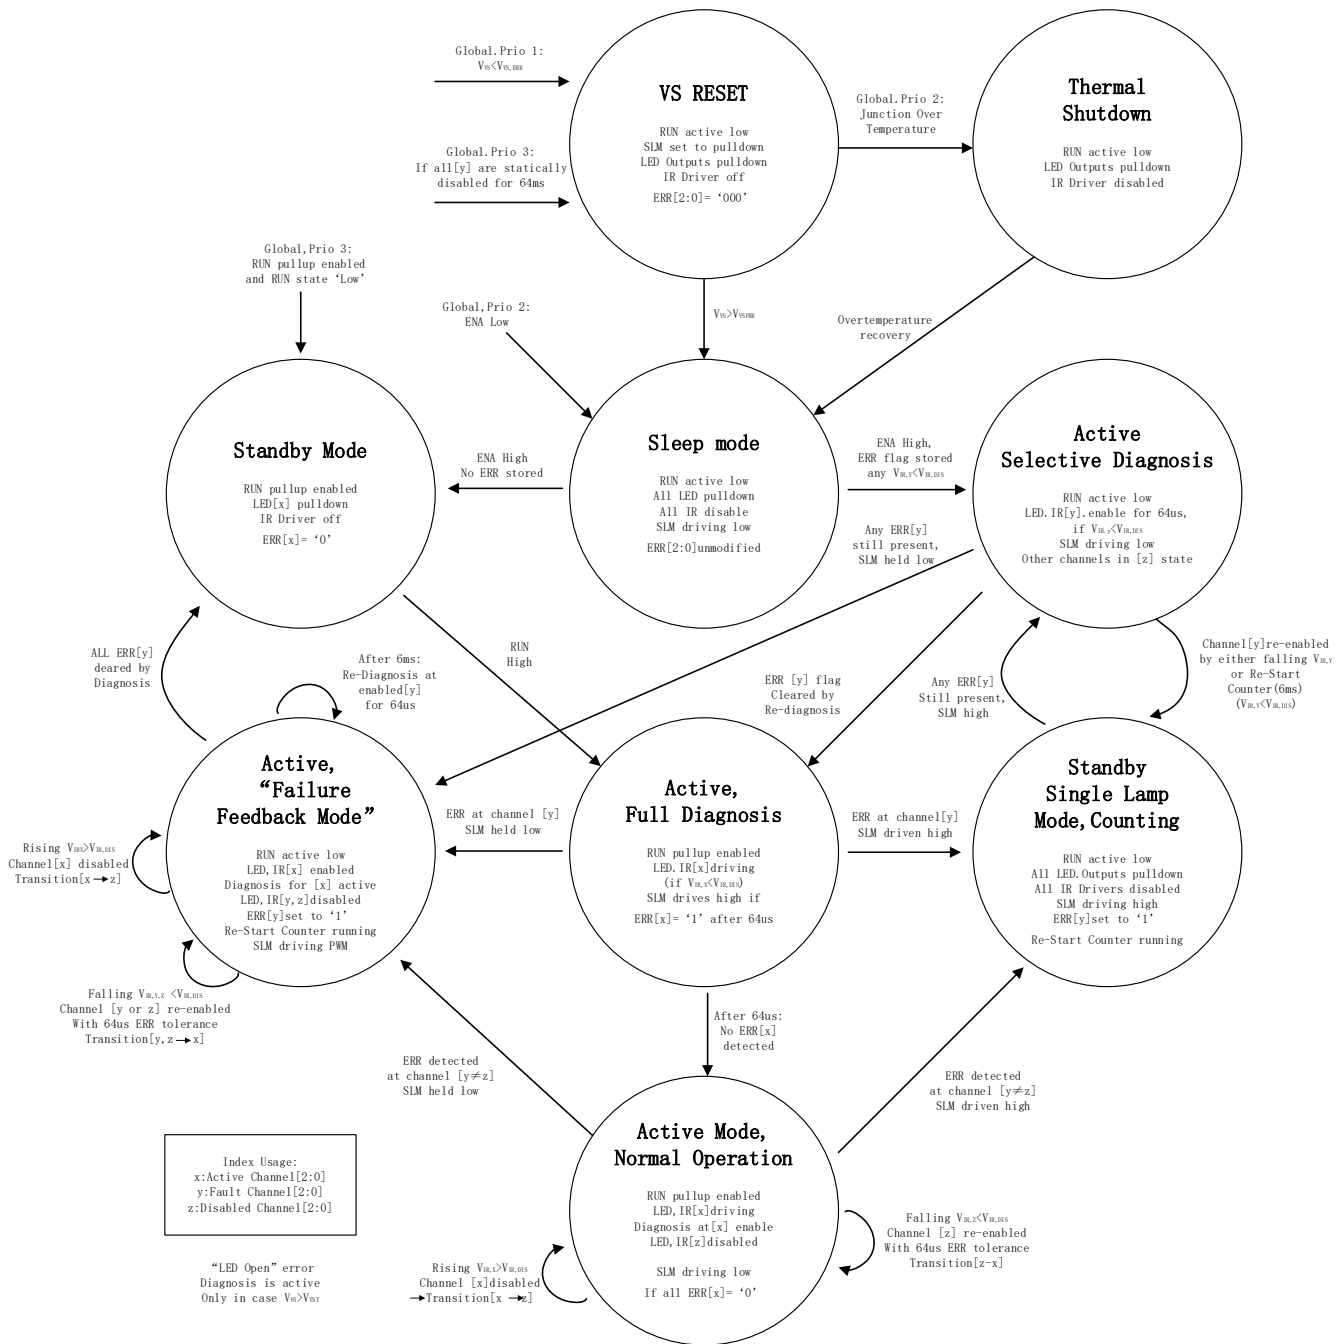 Global.Prio 1:
VVS<VVS,ERR
Global.Prio 3:
If all[y] are statically
disabled for 64ms
VS RESET
RUN active low
SLM set to pulldown
LED Outputs pulldown
IR Driver off
ERR[2:0]= ‘000’
Global.Prio 2:
Junction Over
Temperature
Thermal
Shutdown
RUN active low
LED Outputs pulldown
IR Driver disabled
Global,Prio 3:
RUN pullup enabled
and RUN state ‘Low’
Global,Prio 2:
ENA Low
VVS>VVSERR
Overtemperature
recovery
Standby Mode
RUN pullup enabled
LED[x] pulldown
IR Driver off
ERR[x]= ‘0’
ENA High
No ERR stored
Sleep mode
RUN active low
All LED pulldown
All IR disable
SLM driving low
ERR[2:0]unmodified
ENA High,
ERR flag stored
any VIR,Y<VIR,DIS
Active
Selective Diagnosis
RUN active low
LED.IR[y].enable for 64us,
if VIR,Y<VIR,DIS
SLM driving low
Other channels in [z] state
Any ERR[y]
still present,
SLM held low
ALL ERR[y]
deared by
Diagnosis
After 6ms:
Re-Diagnosis at
enabled[y]
for 64us
RUN
High
ERR [y] flag
Cleared by
Re-diagnosis
Any ERR[y]
Still present,
SLM high
Channel[y]re-enabled
by either falling VIR,Y
or Re-Start
Counter(6ms)
(VIR,Y<VIR,DIS)
Active,
“Failure
Feedback Mode”
RUN active low
LED,IR[x] enabled
Diagnosis for [x] active
LED,IR[y,z]disabled
ERR[y]set to ‘1’
Re-Start Counter running
SLM driving PWM
Rising VIRX>VIR,DIS
Channel[x] disabled
Transition[x→z]
Falling VIR,Y,Z <VIR,DIS
Channel [y or z] re-enabled
With 64us ERR tolerance
Transition[y,z→x]
ERR at channel [y]
SLM held low
Active,
Full Diagnosis
RUN pullup enabled
LED.IR[x]driving
(if VIR,X<VIR,DIS)
SLM drives high if
ERR[x]= ‘1’ after 64us
ERR at channel[y]
SLM driven high
Standby
Single Lamp
Mode,Counting
RUN active low
All LED.Outputs pulldown
All IR Drivers disabled
SLM driving high
ERR[y]set to ‘1’
Re-Start Counter running
After 64us:
No ERR[x]
detected
ERR detected
at channel [y≠z]
SLM held low
ERR detected
at channel [y≠z]
SLM driven high
Active Mode,
Normal Operation
RUN pullup enabled
LED,IR[x]driving
Diagnosis at[x] enable
LED,IR[z]disabled
SLM driving low
If all ERR[x]= ‘0’
Index Usage:
x:Active Channel[2:0]
y:Fault Channel[2:0]
z:Disabled Channel[2:0]
“LED Open” error
Diagnosis is active
Only in case VVS>VTST
Rising VIR,X>VIR,DIS
Channel [x]disabled
→Transition[x →z]
Falling VIR,Z<VIR,DIS
Channel [z] re-enabled
With 64us ERR tolerance
Transition[z-x]